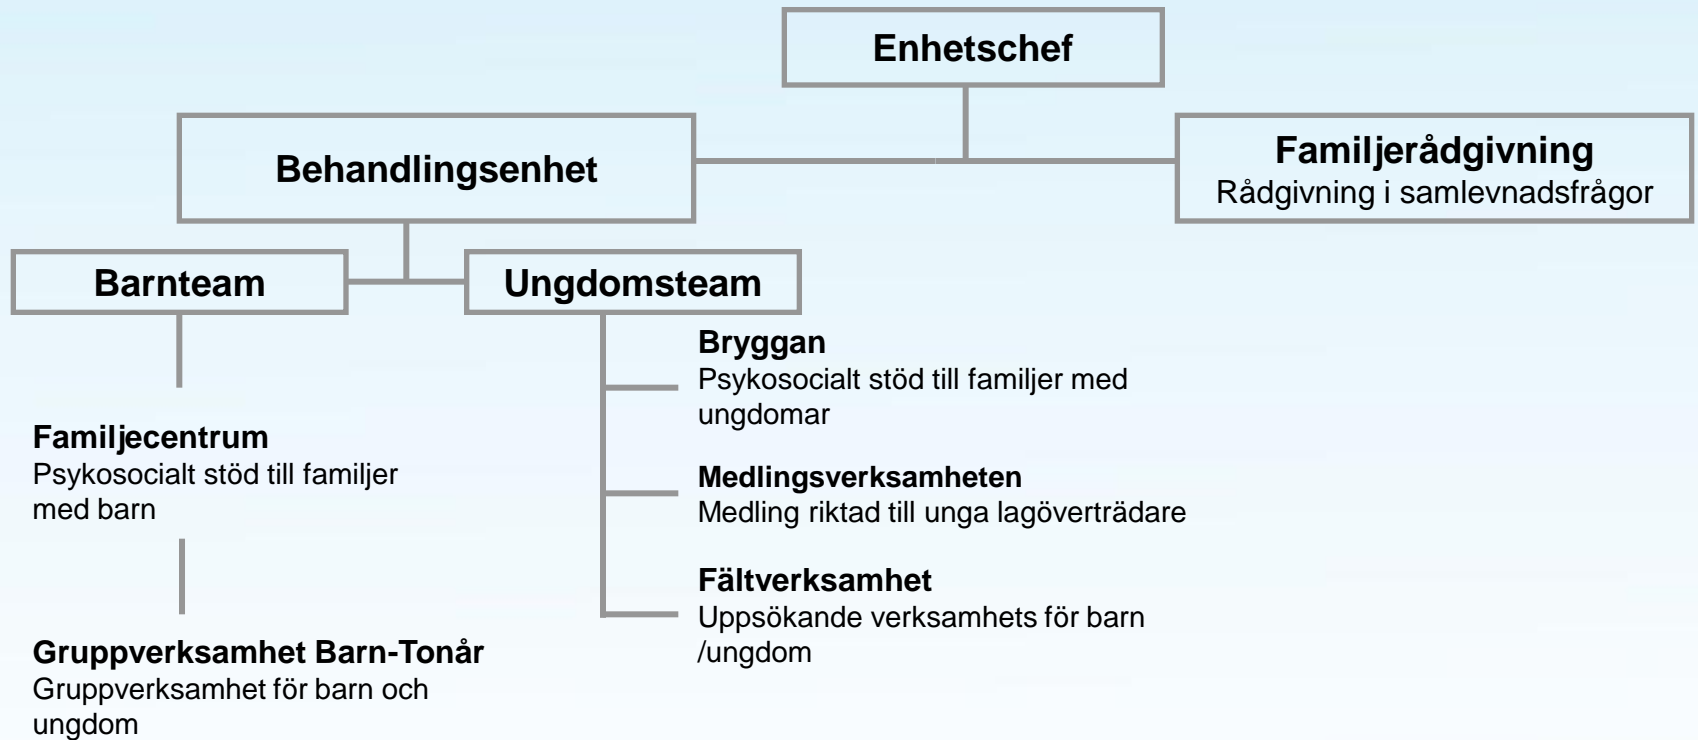 Enhetschef
Behandlingsenhet
Familjerådgivning
Rådgivning i samlevnadsfrågor
Barnteam
Ungdomsteam
Familjecentrum
Psykosocialt stöd till familjer
med barn
Gruppverksamhet Barn-Tonår
Gruppverksamhet för barn och
ungdom
Bryggan
Psykosocialt stöd till familjer med
ungdomar
Medlingsverksamheten
Medling riktad till unga lagöverträdare
Fältverksamhet
Uppsökande verksamhets för barn
/ungdom